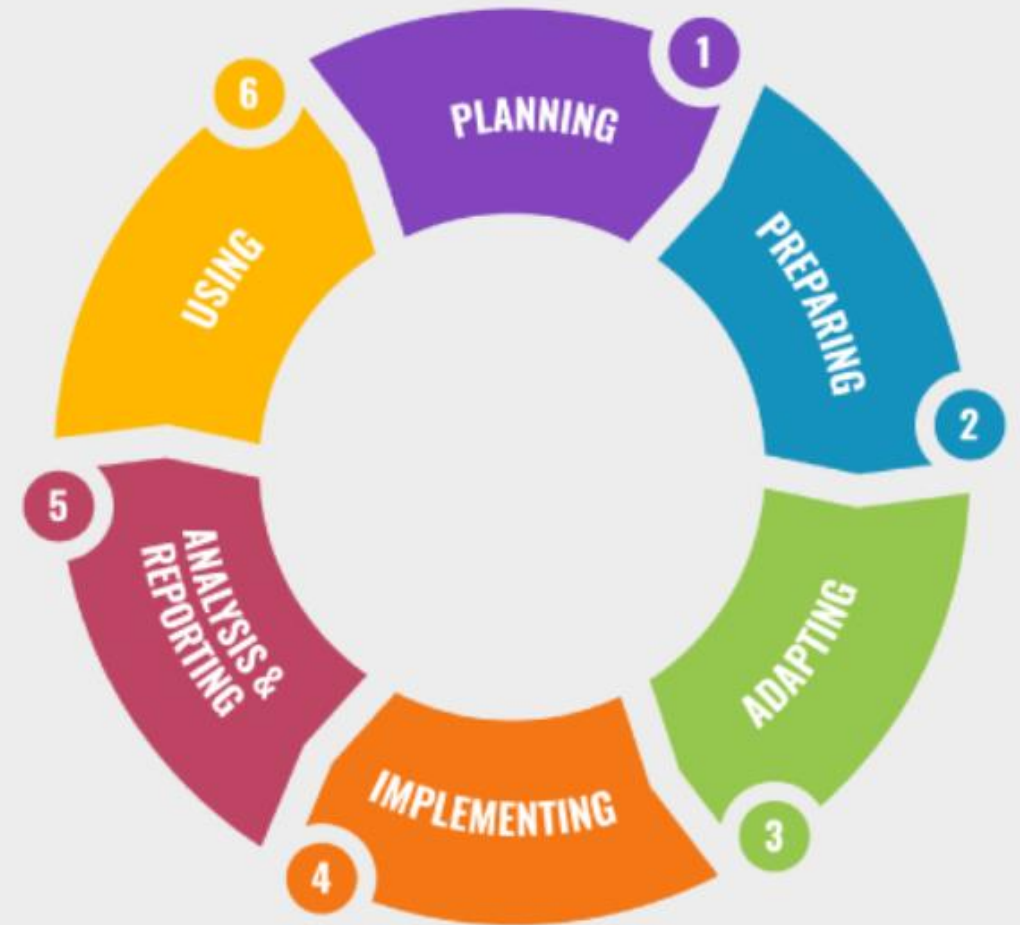 1
PLANNING
2
PREPARING
3
ADAPTING
4
IMPLEMENTING
5
ANALYSIS &
REPORTING
6
USING